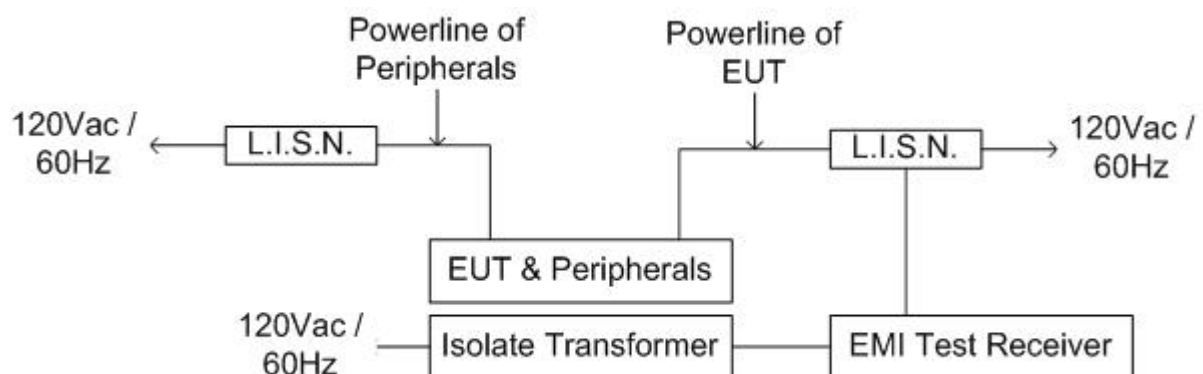 Powerline of
Peripherals
Powerline of
EUT
120Vac /
60Hz
L.I.S.N.
L.I.S.N.
120Vac /
60Hz
EUT & Peripherals
120Vac /
60Hz
Isolate Transformer
EMI Test Receiver